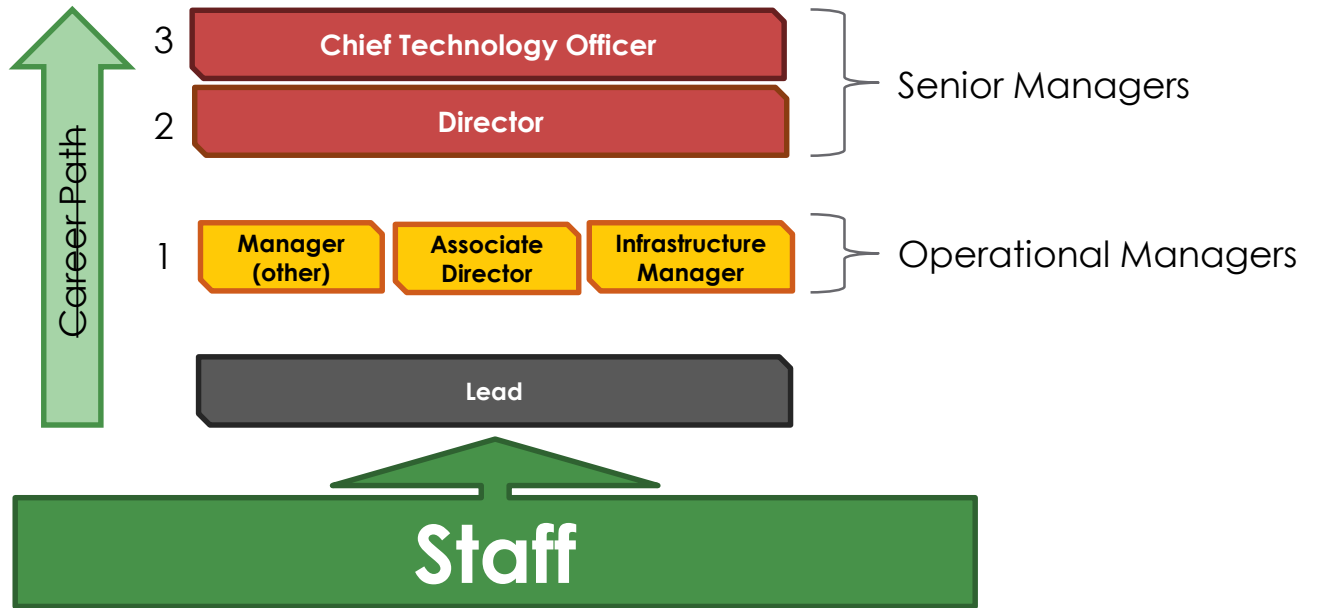 3
Chief Technology Officer
Senior Managers
2
Director
Career Path
1
Manager
(other)
Associate
Director
Infrastructure
Manager
Operational Managers
Lead
Staff